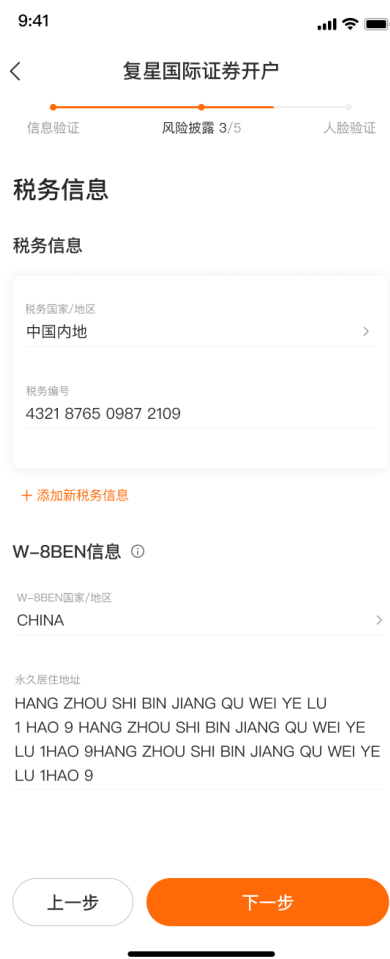 9:41
复星国际证券开户
信息验证
风险披露 3/5
人脸验证
税务信息
税务信息
税务国家/地区
中国内地
税务编号
4321 8765 0987 2109
+ 添加新税务信息
W-8BEN信息
W-8BEN国家/地区
CHINA
永久居住地址
HANG ZHOU SHI BIN JIANG QU WEI YE LU
1 HAO 9 HANG ZHOU SHI BIN JIANG QU WEI YE
LU 1HAO 9HANG ZHOU SHI BIN JIANG QU WEI YE
LU 1HAO 9
上一步
下一步